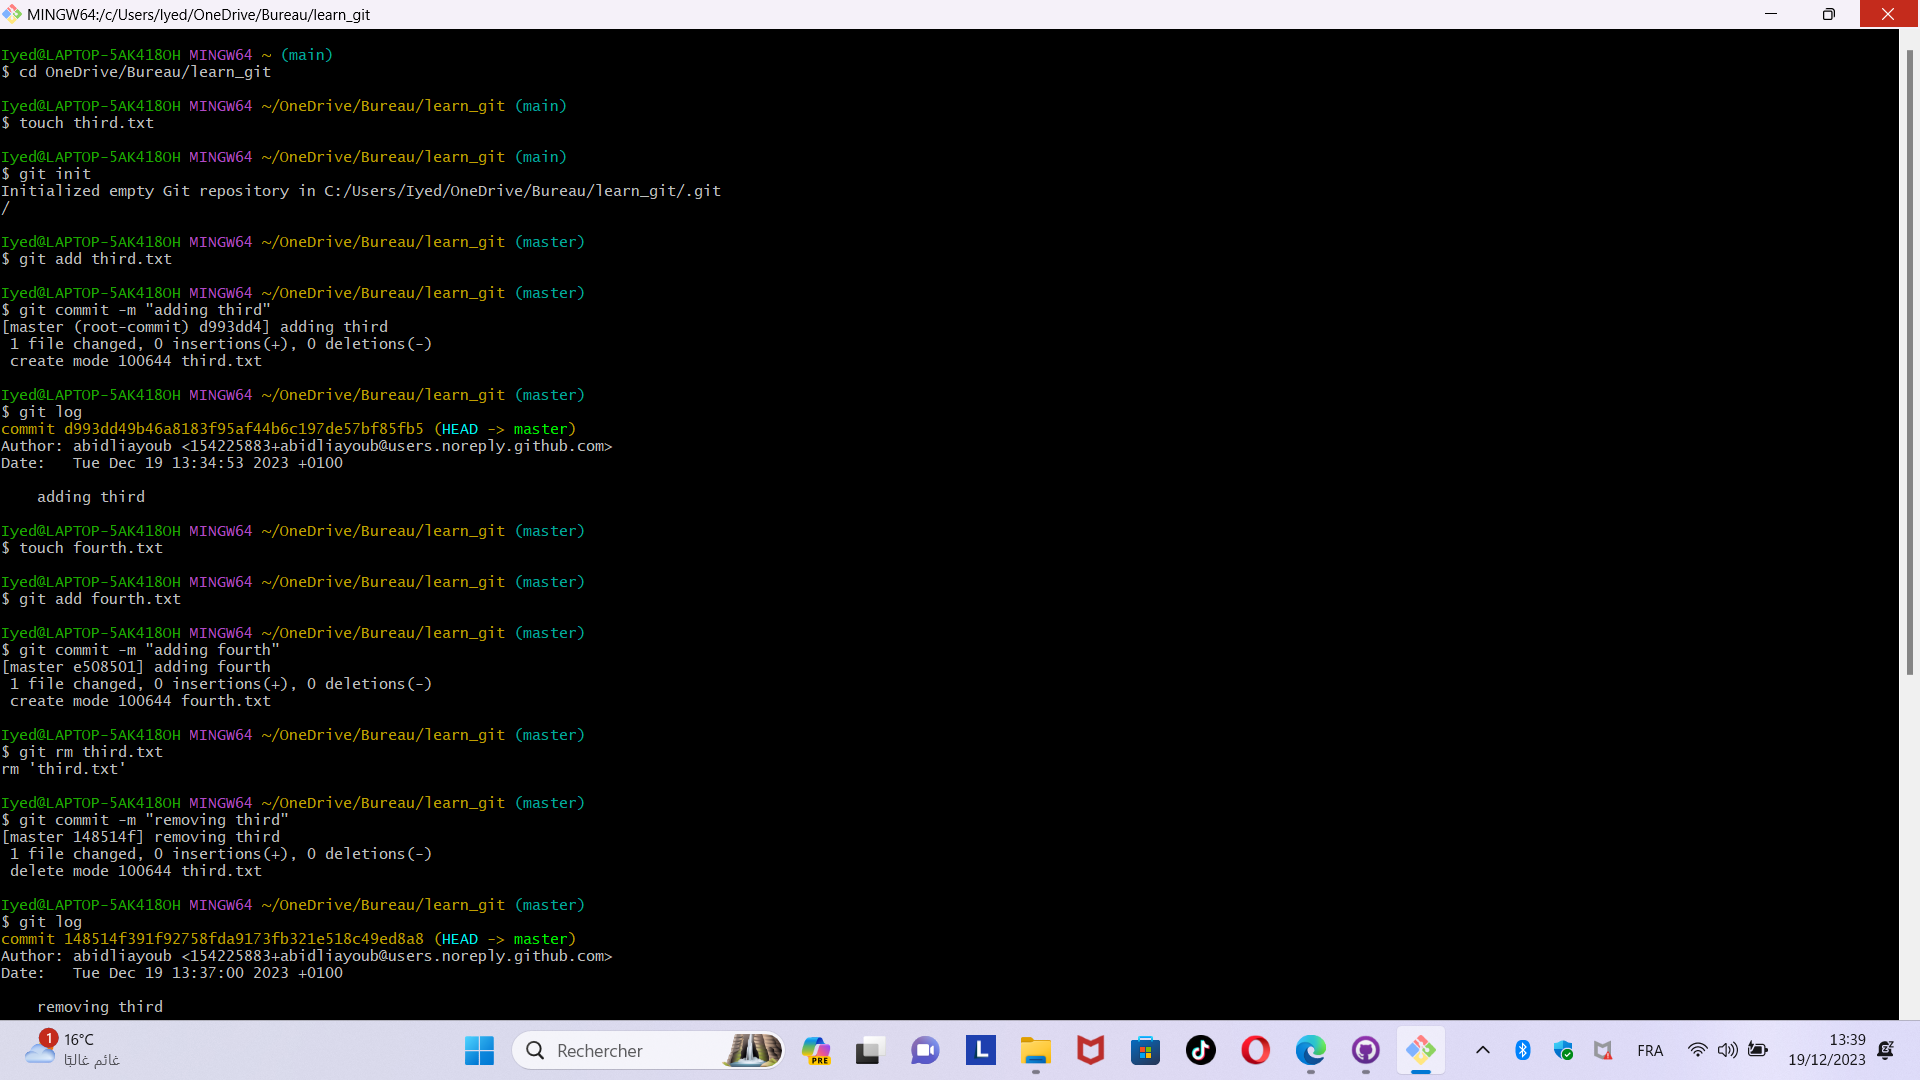 MINGW64:/c/Users/Iyed/OneDrive/Bureau/learn_git
Iyed@LAPTOP-5AK418OH MINGW64 ~ (main)
$ cd OneDrive/Bureau/learn_git
Iyed@LAPTOP-5AK418OH MINGW64 ~/OneDrive/Bureau/learn_git (main)
$ touch third.txt
Iyed@LAPTOP-5AK418OH MINGW64 ~/OneDrive/Bureau/learn_git (main)
$ git init
Initialized empty Git repository in C:/Users/Iyed/OneDrive/Bureau/learn_git/.git
/
Iyed@LAPTOP-5AK418OH MINGW64 ~/OneDrive/Bureau/learn_git (master)
$ git add third.txt
Iyed@LAPTOP-5AK418OH MINGW64 ~/OneDrive/Bureau/learn_git (master)
$ git commit -m "adding third"
[master (root-commit) d993dd4] adding third
 1 file changed, 0 insertions(+), 0 deletions(-)
 create mode 100644 third.txt
Iyed@LAPTOP-5AK418OH MINGW64 ~/OneDrive/Bureau/learn_git (master)
$ git log
commit d993dd49b46a8183f95af44b6c197de57bf85fb5 (HEAD -> master)
Author: abidliayoub <154225883+abidliayoub@users.noreply.github.com>
Date:   Tue Dec 19 13:34:53 2023 +0100
    adding third
Iyed@LAPTOP-5AK418OH MINGW64 ~/OneDrive/Bureau/learn_git (master)
$ touch fourth.txt
Iyed@LAPTOP-5AK418OH MINGW64 ~/OneDrive/Bureau/learn_git (master)
$ git add fourth.txt
Iyed@LAPTOP-5AK418OH MINGW64 ~/OneDrive/Bureau/learn_git (master)
$ git commit -m "adding fourth"
[master e508501] adding fourth
 1 file changed, 0 insertions(+), 0 deletions(-)
 create mode 100644 fourth.txt
Iyed@LAPTOP-5AK418OH MINGW64 ~/OneDrive/Bureau/learn_git (master)
$ git rm third.txt
rm 'third.txt'
Iyed@LAPTOP-5AK418OH MINGW64 ~/OneDrive/Bureau/learn_git (master)
$ git commit -m "removing third"
[master 148514f] removing third
 1 file changed, 0 insertions(+), 0 deletions(-)
 delete mode 100644 third.txt
Iyed@LAPTOP-5AK418OH MINGW64 ~/OneDrive/Bureau/learn_git (master)
$ git log
commit 148514f391f92758fda9173fb321e518c49ed8a8 (HEAD -> master)
Author: abidliayoub <154225883+abidliayoub@users.noreply.github.com>
Date:   Tue Dec 19 13:37:00 2023 +0100
    removing third
1
16°C
غائم غالبًا
Rechercher
PRE
L
FRA
13:39
19/12/2023